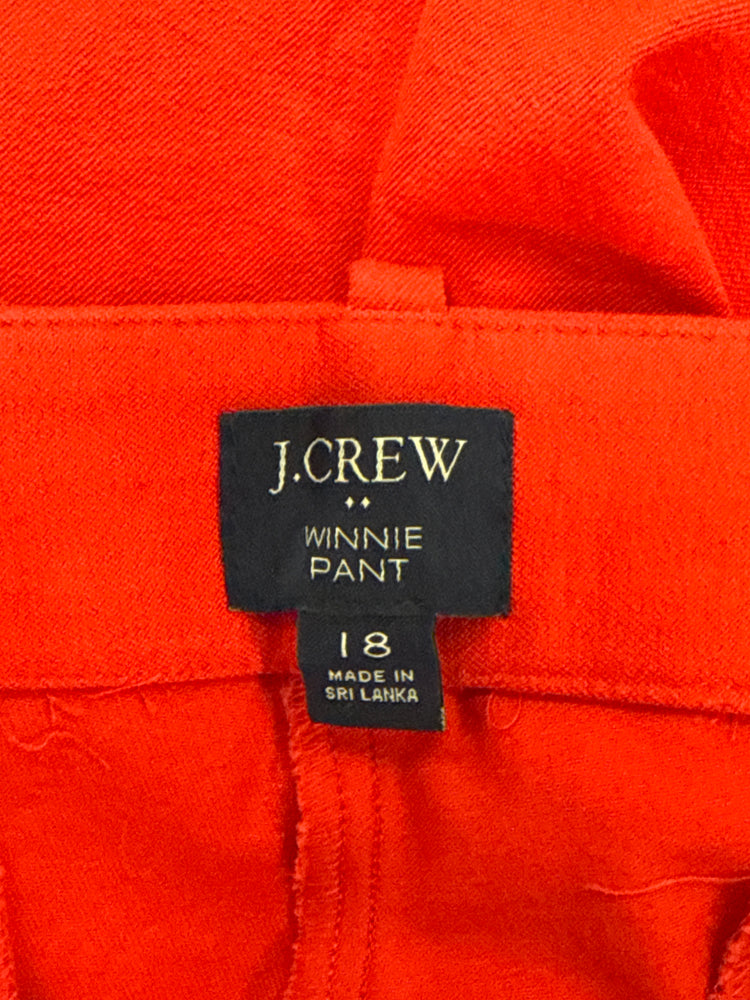 J.CREW
WINNIE
PANT
18
MADE IN
SRI LANKA